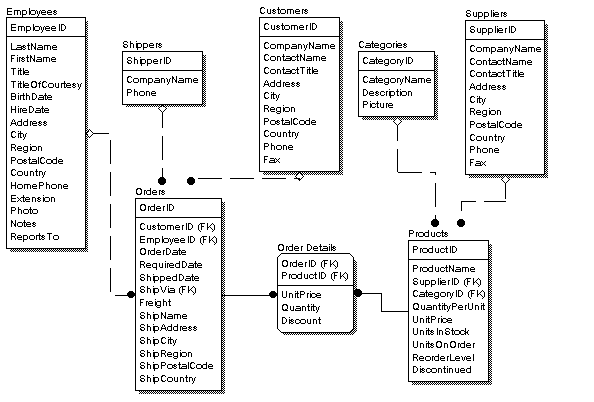 Employees
EmployeeID
LastName
FirstName
Title
TitleOfCourtesy
BirthDate
HireDate
Address
City
Region
PostalCode
Country
HomePhone
Extension
Photo
Notes
ReportsTo
Shippers
ShipperID
CompanyName
Phone
Customers
CustomerID
CompanyName
ContactName
ContactTitle
Address
City
Region
PostalCode
Country
Phone
Fax
Categories
CategoryID
CategoryName
Description
Picture
Suppliers
SupplierID
CompanyName
ContactName
ContactTitle
Address
City
Region
PostalCode
Country
Phone
Fax
Orders
OrderID
CustomerID (FK)
EmployeeID (FK)
OrderDate
RequiredDate
ShippedDate
ShipVia (FK)
Freight
ShipName
ShipAddress
ShipCity
ShipRegion
ShipPostalCode
ShipCountry
Order Details
OrderID (FK)
ProductID (FK)
UnitPrice
Quantity
Discount
Products
ProductID
ProductName
SupplierID (FK)
CategoryID (FK)
QuantityPerUnit
UnitPrice
UnitsInStock
UnitsOnOrder
ReorderLevel
Discontinued